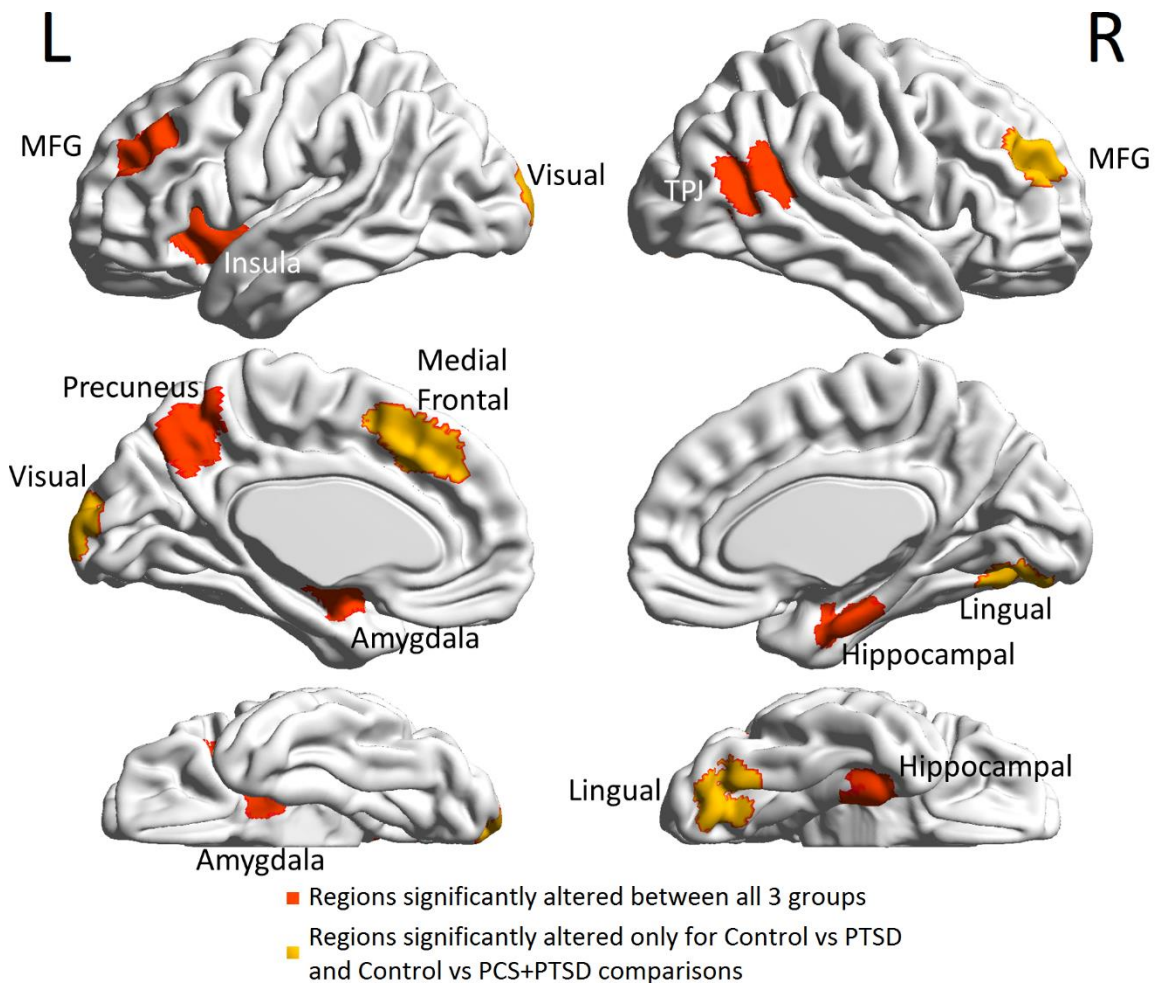 L
R
MFG
Visual
Insula
TPJ
MFG
Precuneus
Medial
Frontal
Visual
Amygdala
Lingual
Hippocampal
Lingual
Hippocampal
Amygdala
Regions significantly altered between all 3 groups
Regions significantly altered only for Control vs PTSD
and Control vs PCS+PTSD comparisons